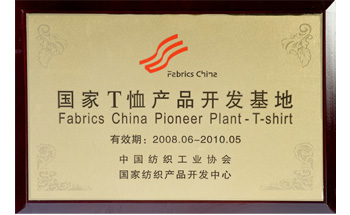 Fabrics China
国家T恤产品开发基地
Fabrics China Pioneer Plant-T-shirt
有效期：2008.06-2010.05
中国纺织工业协会
国家纺织产品开发中心